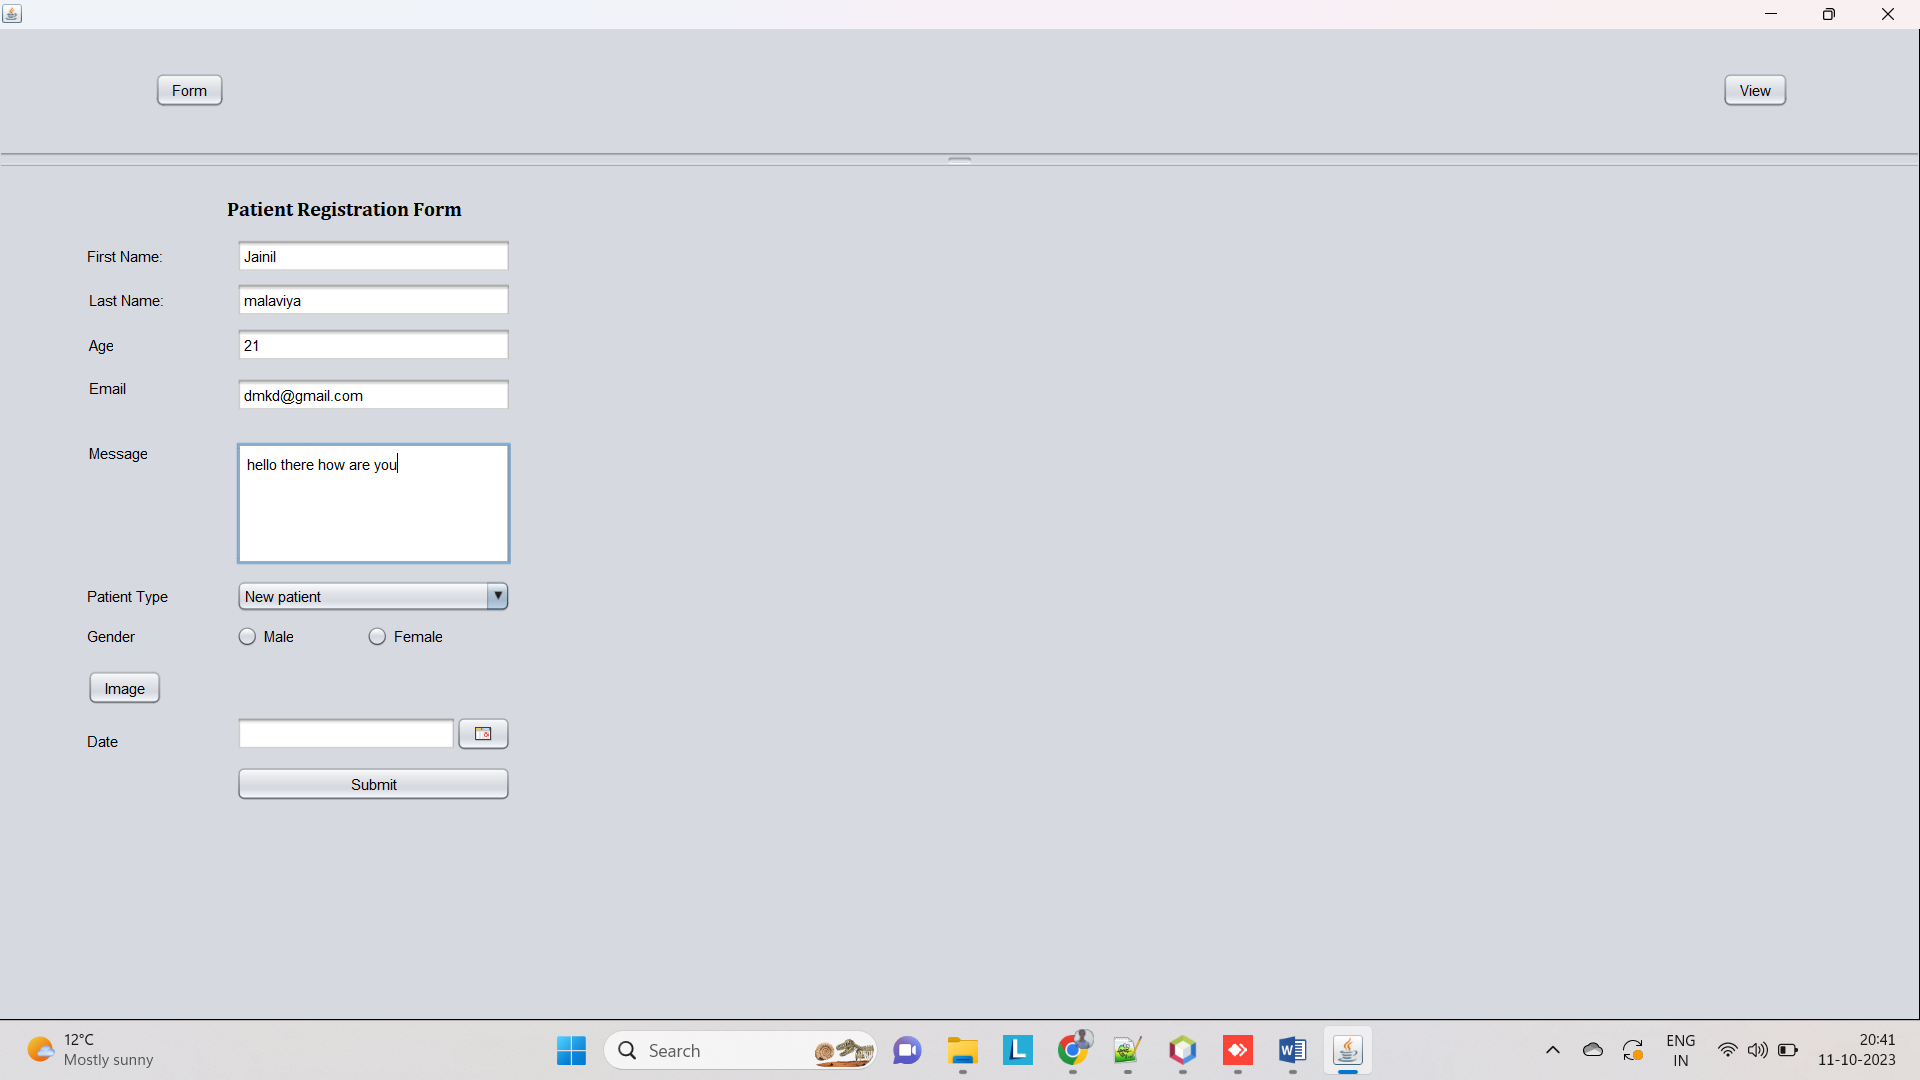 Form
View
Patient Registration Form
First Name:
Jainil
Last Name:
malaviya
Age
21
Email
dmkd@gmail.com
Message
hello there how are you
Patient Type
New patient
Gender
Male
Female
Image
Date
Submit
12°C
Mostly sunny
Search
L
W
ENG
IN
20:41
11-10-2023